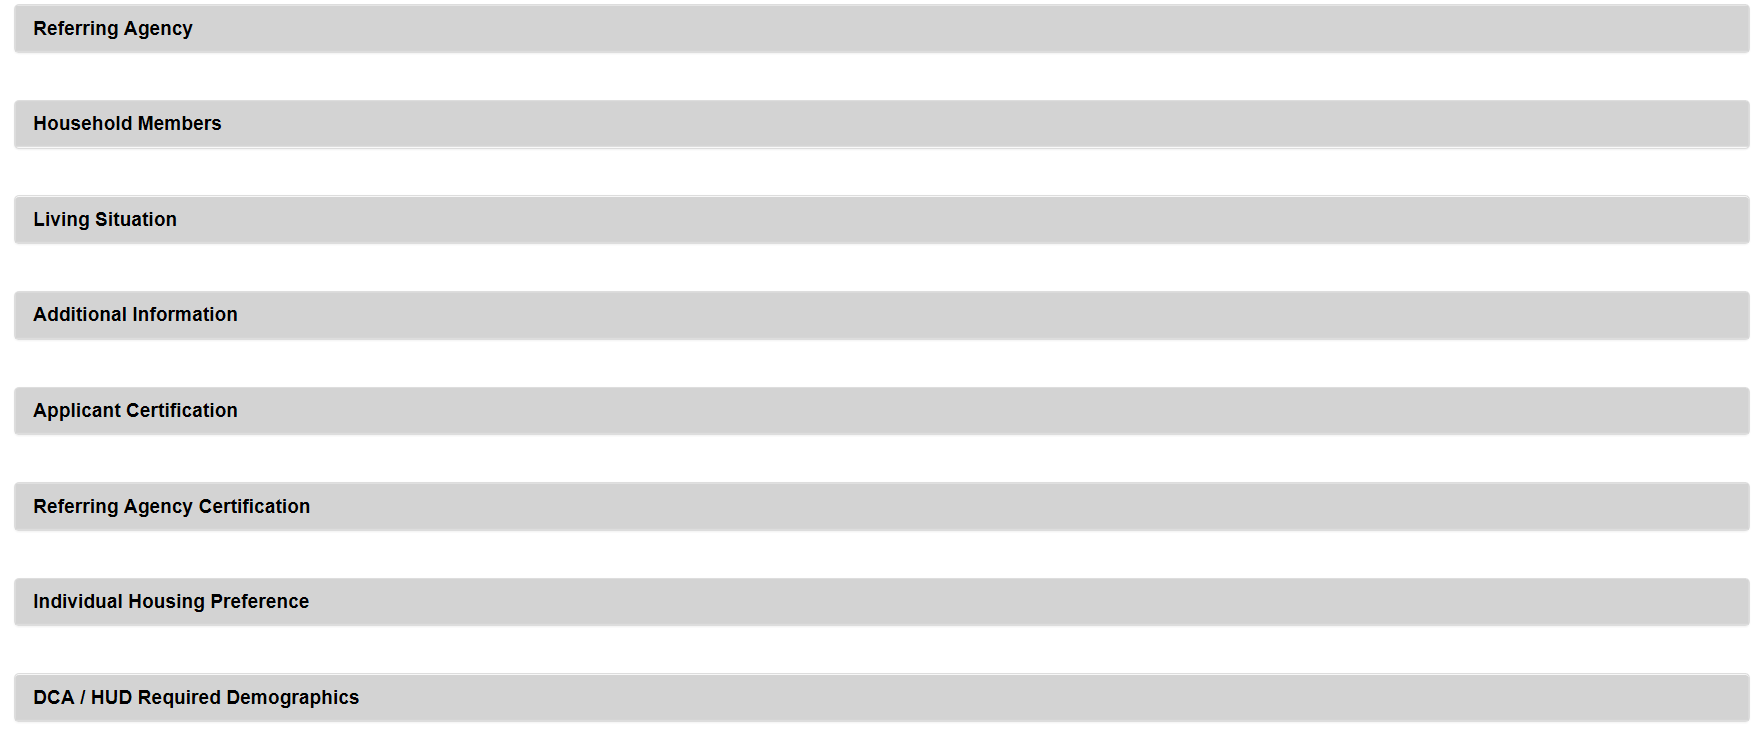 Referring Agency
Household Members
Living Situation
Additional Information
Applicant Certification
Referring Agency Certification
Individual Housing Preference
DCA / HUD Required Demographics